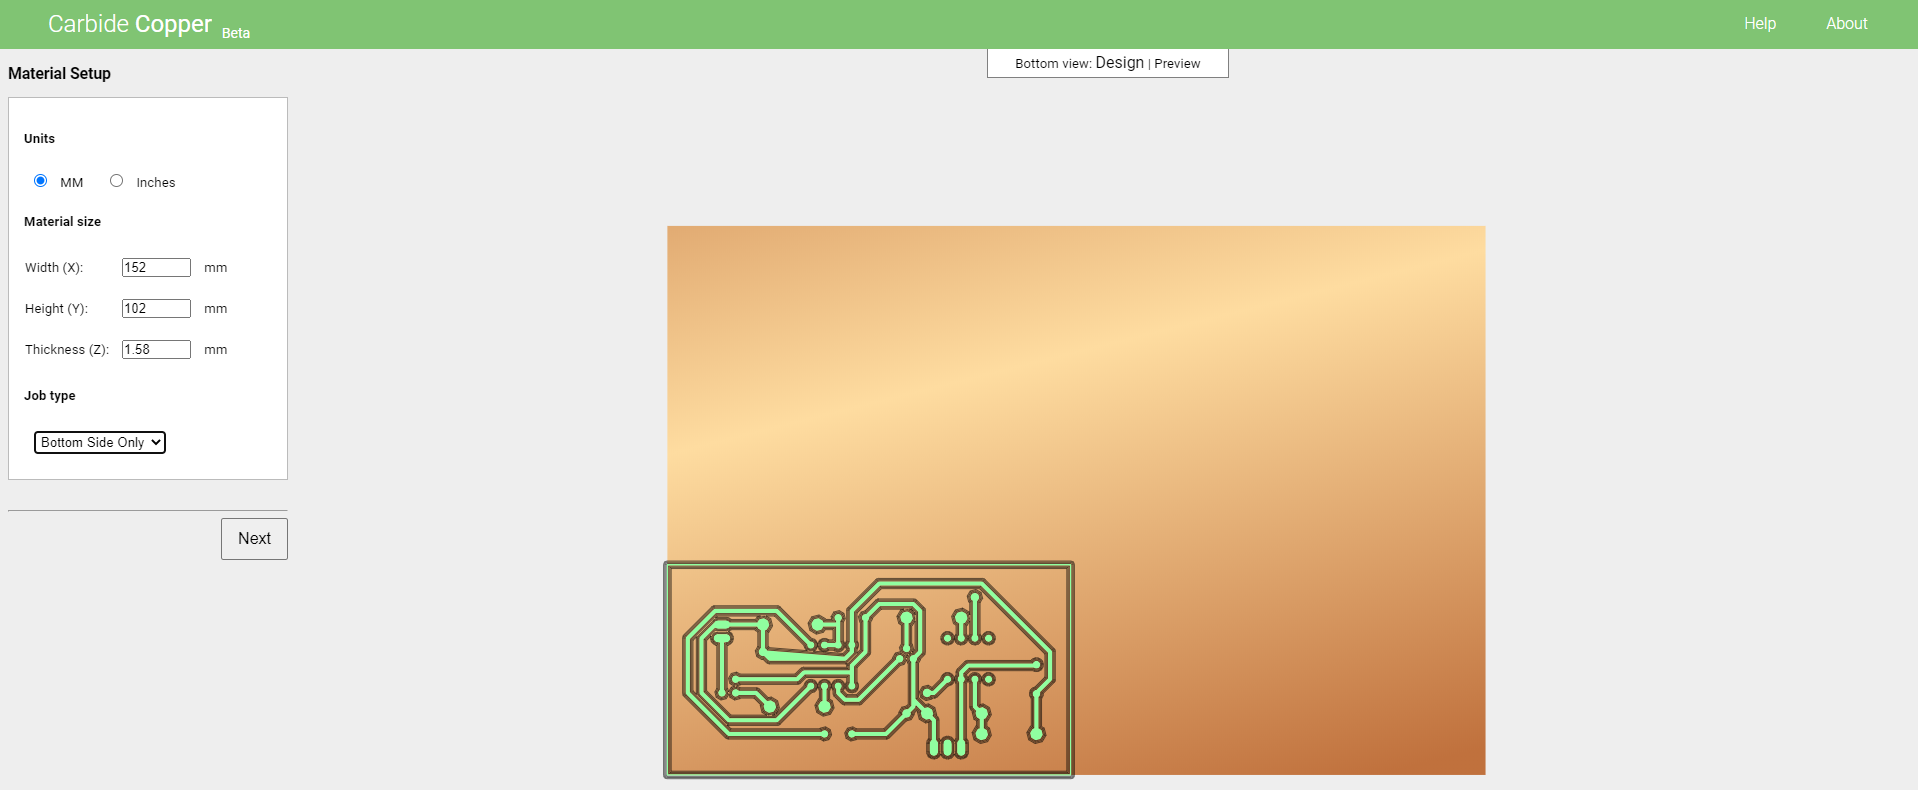 Carbide Copper Beta
Help
About
Material Setup
Bottom view: Design | Preview
Units
MM
Inches
Material size
Width (X): 152 mm
Height (Y): 102 mm
Thickness (Z): 1.58 mm
Job type
Bottom Side Only
Next